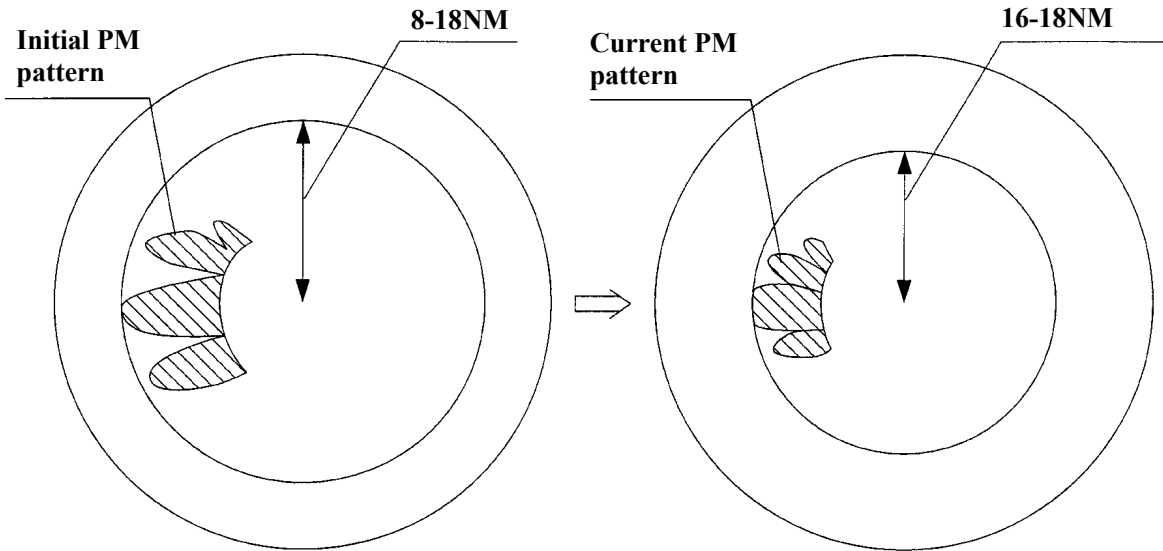 Initial PM
pattern
8-18NM
Current PM
pattern
16-18NM